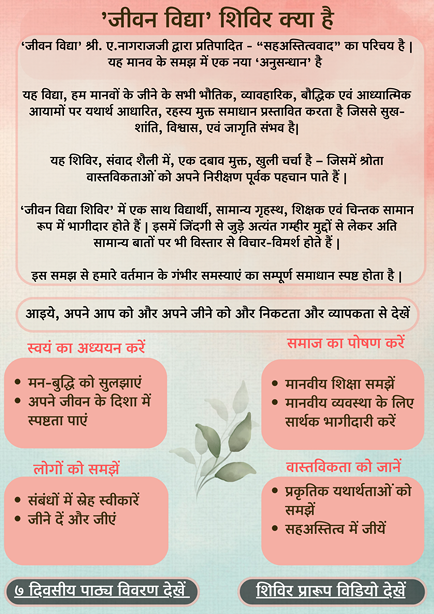 ’जीवन विद्या’ शिविर क्या है
‘जीवन विद्या’ श्री. ए.नागराजजी द्वारा प्रतिपादित - “सहअस्तित्ववाद” का परिचय है |
यह मानव के समझ में एक नया ‘अनुसन्धान’ है
यह विद्या, हम मानवों के जीने के सभी भौतिक, व्यावहारिक, बौद्धिक एवं आध्यात्मिक
आयामों पर यथार्थ आधारित, रहस्य मुक्त समाधान प्रस्तावित करता है जिससे सुख-
शांति, विश्वास, एवं जागृति संभव है|
यह शिविर, संवाद शैली में, एक दबाव मुक्त, खुली चर्चा है – जिसमें श्रोता
वास्तविकताओं को अपने निरीक्षण पूर्वक पहचान पाते हैं |
‘जीवन विद्या शिविर’ में एक साथ विद्यार्थी, सामान्य गृहस्थ, शिक्षक एवं चिन्तक सामान
रूप में भागीदार होते हैं | इसमें जिंदगी से जुड़े अत्यंत गम्हीर मुद्दों से लेकर अति
सामान्य बातों पर भी विस्तार से विचार-विमर्श होते हैं |
इस समझ से हमारे वर्तमान के गंभीर समस्याएं का सम्पूर्ण समाधान स्पष्ट होता है |
आइये, अपने आप को और अपने जीने को और निकटता और व्यापकता से देखें
स्वयं का अध्ययन करें
• मन-बुद्धि को सुलझाएं
• अपने जीवन के दिशा में
स्पष्टता पाएं
समाज का पोषण करें
• मानवीय शिक्षा समझें
• मानवीय व्यवस्था के लिए
सार्थक भागीदारी करें
लोगों को समझें
• संबंधों में स्नेह स्वीकारें
• जीने दें और जीएं
वास्तविकता को जानें
• प्रकृतिक यथार्थताओं को
समझें
• सहअस्तित्व में जीयें
७ दिवसीय पाठ्य विवरण देखें
शिविर प्रारूप विडियो देखें